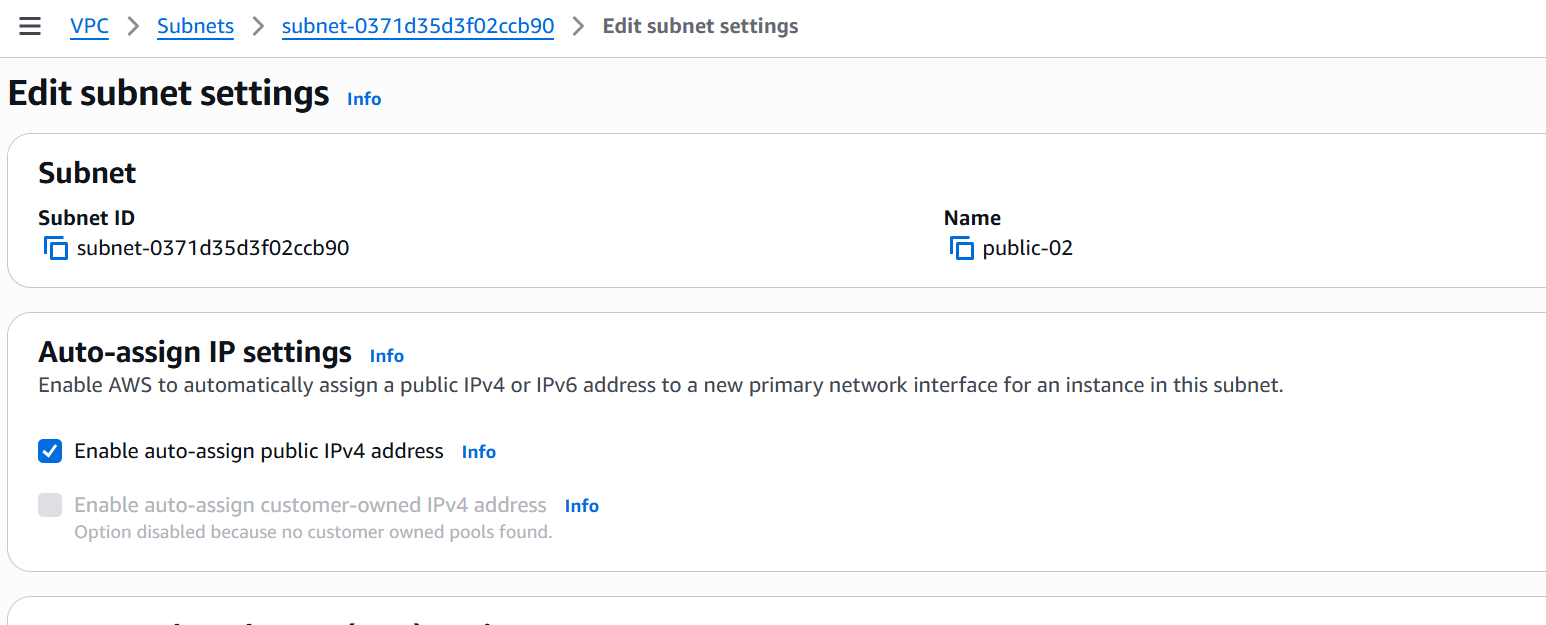 VPC > Subnets > subnet-0371d35d3f02ccb90 > Edit subnet settings
Edit subnet settings Info
Subnet
Subnet ID Name
subnet-0371d35d3f02ccb90 public-02
Auto-assign IP settings Info
Enable AWS to automatically assign a public IPv4 or IPv6 address to a new primary network interface for an instance in this subnet.
Enable auto-assign public IPv4 address Info
Enable auto-assign customer-owned IPv4 address Info
Option disabled because no customer owned pools found.